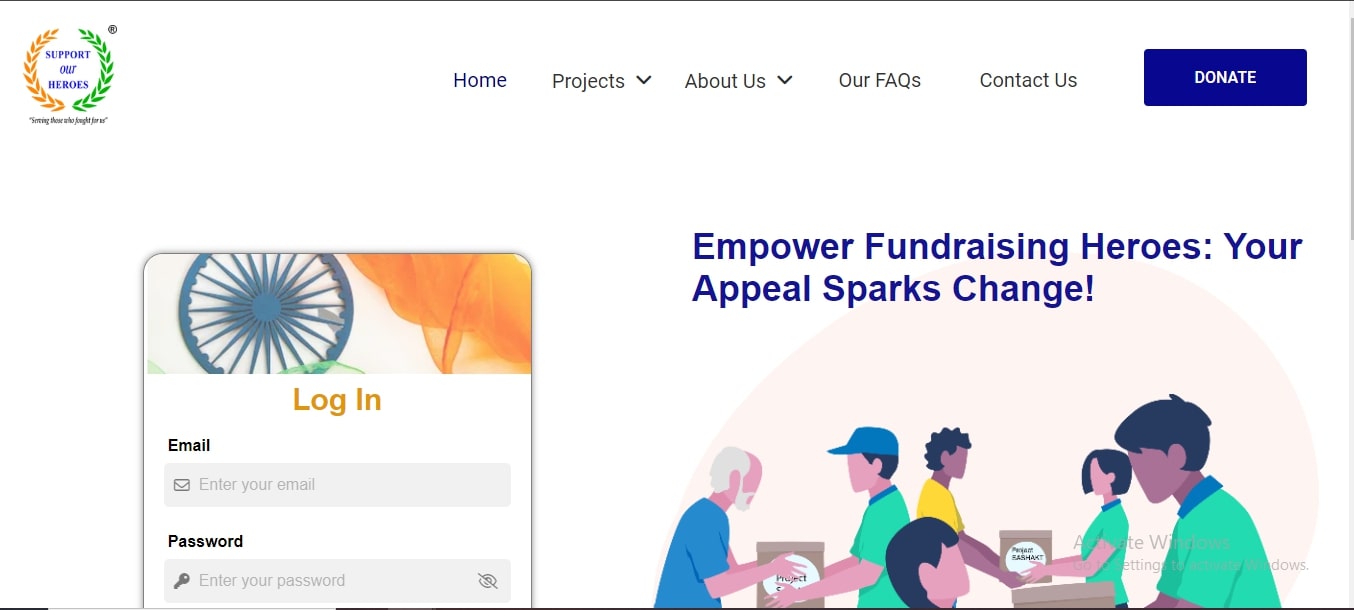 ®
SUPPORT
our
HEROES
"Serving those who fought for us"
Home Projects About Us Our FAQs Contact Us DONATE
Empower Fundraising Heroes: Your
Appeal Sparks Change!
Log In
Email
Enter your email
Password
Enter your password
Project
SASHAKT
Project
Activate Windows
Go to Settings to activate Windows.